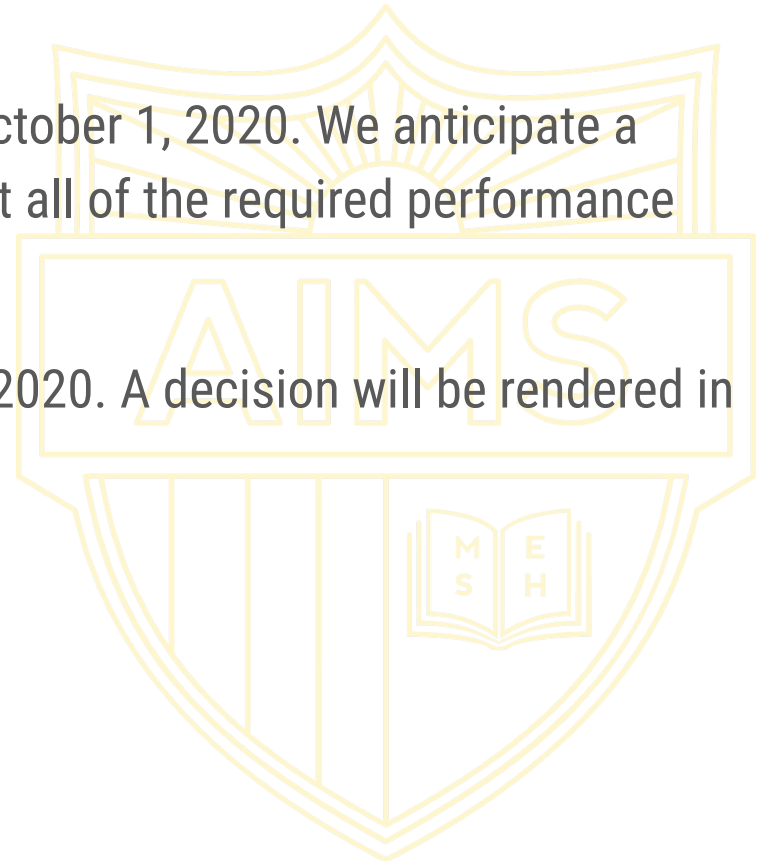 ctober 1, 2020. We anticipate a
t all of the required performance
AIMS
2020. A decision will be rendered in
M E
S H